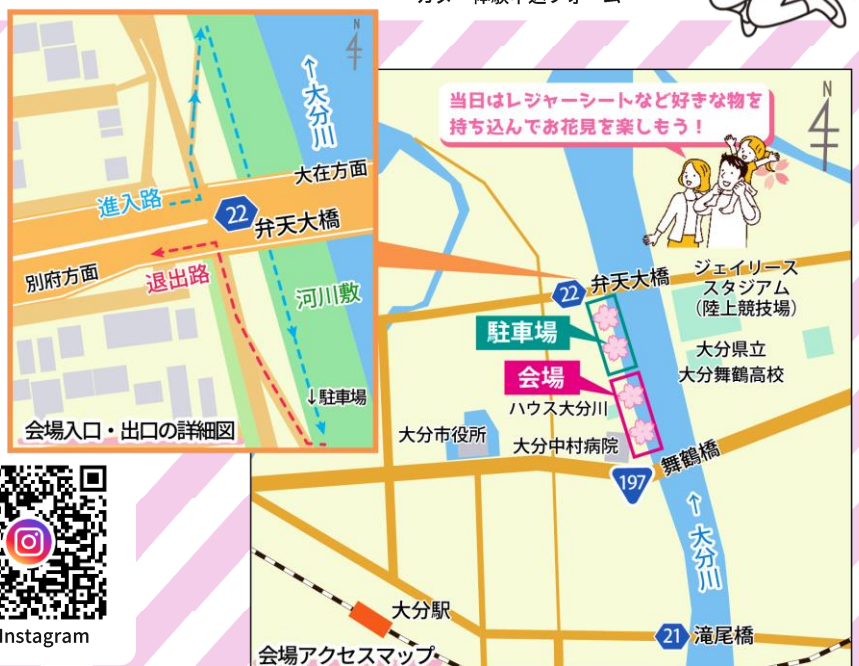 カヌー体験申込フォーム
N
↑大分川
大在方面
進入路
22
弁天大橋
別府方面
退出路
河川敷
↓駐車場
会場入口・出口の詳細図
Instagram
当日はレジャーシートなど好きな物を
持ち込んでお花見を楽しもう！
N
弁天大橋
22
ジェイリース
スタジアム
(陸上競技場)
駐車場
大分県立
大分舞鶴高校
会場
ハウス大分川
大分市役所
大分中村病院
舞鶴橋
197
↑大分川
大分駅
21
滝尾橋
会場アクセスマップ